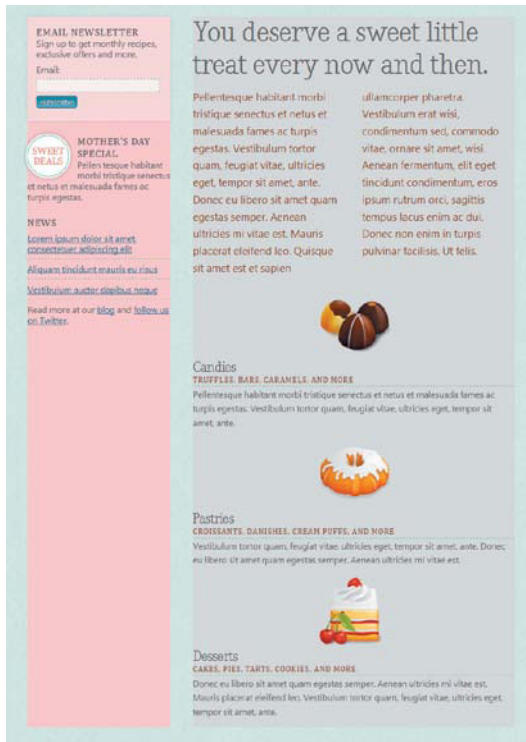 EMAIL NEWSLETTER
Sign up to get monthly recipes,
exclusive offers and more.
Email:
subscribe
SWEET
DEALS
MOTHER'S DAY
SPECIAL
Pellen tesque habitant
morbi tristique senectus
et netus et malesuada fames ac
turpis egestas.
NEWS
Lorem ipsum dolor sit amet,
consectetuer adipiscing elit
Aliquam tincidunt mauris eu risus
Vestibulum auctor dapibus neque
Read more at our blog and follow us
on Twitter.
You deserve a sweet little
treat every now and then.
Pellentesque habitant morbi
tristique senectus et netus et
malesuada fames ac turpis
egestas. Vestibulum tortor
quam, feugiat vitae, ultricies
eget, tempor sit amet, ante.
Donec eu libero sit amet quam
egestas semper. Aenean
ultricies mi vitae est. Mauris
placerat eleifend leo. Quisque
sit amet est et sapien
ullamcorper pharetra.
Vestibulum erat wisi,
condimentum sed, commodo
vitae, ornare sit amet, wisi.
Aenean fermentum, elit eget
tincidunt condimentum, eros
ipsum rutrum orci, sagittis
tempus lacus enim ac dui.
Donec non enim in turpis
pulvinar facilisis. Ut felis.
Candies
TRUFFLES, BARS, CARAMELS, AND MORE
Pellentesque habitant morbi tristique senectus et netus et malesuada fames ac
turpis egestas. Vestibulum tortor quam, feugiat vitae, ultricies eget, tempor sit
amet, ante.
Pastries
CROISSANTS, DANISHES, CREAM PUFFS, AND MORE
Vestibulum tortor quam, feugiat vitae, ultricies eget, tempor sit amet, ante. Donec
eu libero sit amet quam egestas semper. Aenean ultricies mi vitae est.
Desserts
CAKES, PIES, TARTS, COOKIES, AND MORE
Donec eu libero sit amet quam egestas semper. Aenean ultricies mi vitae est.
Mauris placerat eleifend leo. Vestibulum tortor quam, feugiat vitae, ultricies eget,
tempor sit amet, ante.